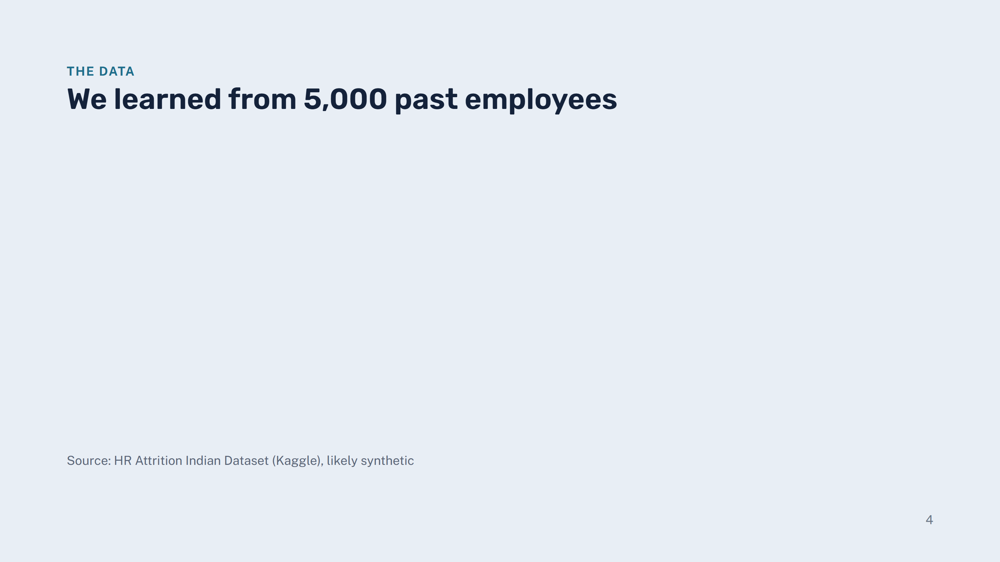 THE DATA
We learned from 5,000 past employees
Source: HR Attrition Indian Dataset (Kaggle), likely synthetic
4